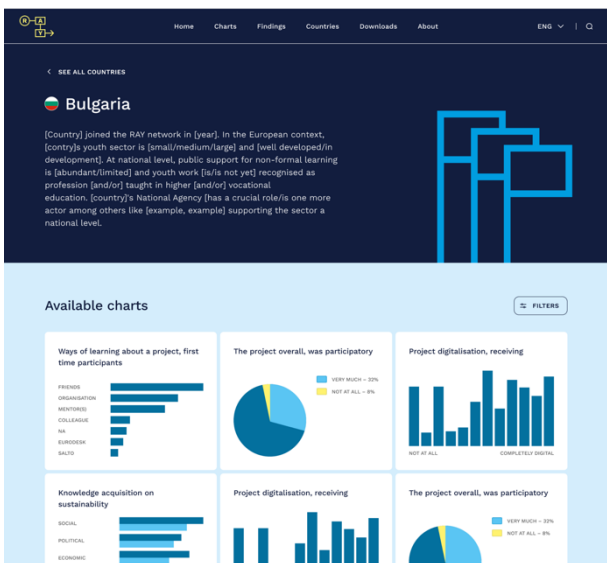 R A Y
Home Charts Findings Countries Downloads About ENG
SEE ALL COUNTRIES
Bulgaria
[Country] joined the RAY network in [year]. In the European context,
[contry]s youth sector is [small/medium/large] and [well developed/in
development]. At national level, public support for non-formal learning
is [abundant/limited] and youth work [is/is not yet] recognised as
profession [and/or] taught in higher [and/or] vocational
education. [country]'s National Agency [has a crucial role/is one more
actor among others like [example, example] supporting the sector a
national level.
Available charts
FILTERS
Ways of learning about a project, first
time participants
FRIENDS
ORGANISATION
MENTOR(S)
COLLEAGUE
NA
EURODESK
SALTO
The project overall, was participatory
VERY MUCH – 33%
NOT AT ALL – 8%
Project digitalisation, receiving
NOT AT ALL COMPLETELY DIGITAL
Knowledge acquisition on
sustainability
SOCIAL
POLITICAL
ECONOMIC
Project digitalisation, receiving
The project overall, was participatory
VERY MUCH – 33%
NOT AT ALL – 8%